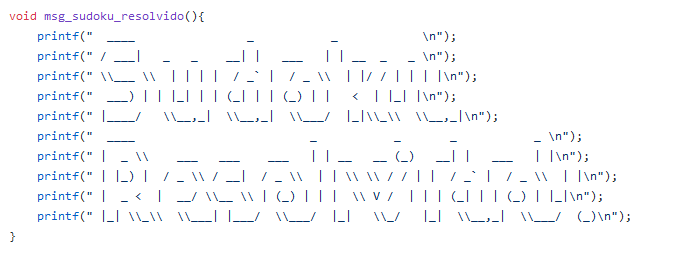 void msg_sudoku_resolvido(){
    printf("  ____                 _           _            \n");
    printf(" / ___|   _   _    __| |   ___   | | __  _   _ \n");
    printf(" \\___ \\  | | | |  / _` |  / _ \\  | |/ / | | | |\n");
    printf("  ___) | | |_| | | (_| | | (_) | |   <  | |_| |\n");
    printf(" |____/   \\__,_|  \\__,_|  \\___/  |_|\\_\\  \\__,_|\n");
    printf("  ____                         _           _       _           _ \n");
    printf(" |  _ \\    ___   ___    ___   | | __   __ (_)   __| |   ___   | |\n");
    printf(" | |_) |  / _ \\ / __|  / _ \\  | | \\ \\ / / | |  / _` |  / _ \\  | |\n");
    printf(" |  _ <  |  __/ \\__ \\ | (_) | | |  \\ V /  | | | (_| | | (_) | |_|\n");
    printf(" |_| \\_\\  \\___| |___/  \\___/  |_|   \\_/   |_|  \\__,_|  \\___/  (_)\n");
}